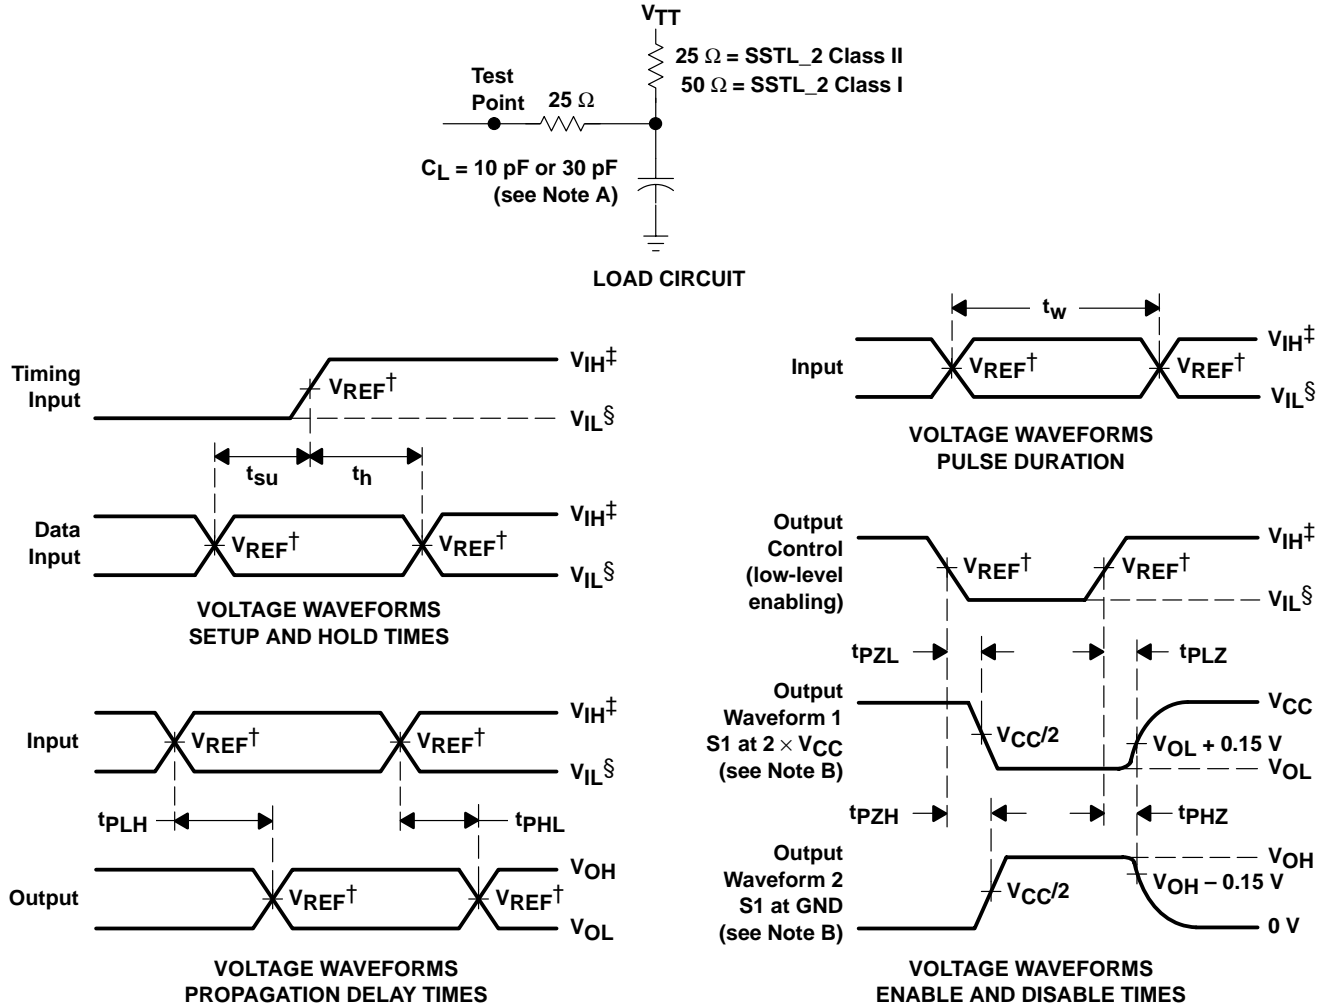 VTT
25 Ω = SSTL_2 Class II
50 Ω = SSTL_2 Class I
Test
Point
25 Ω
CL = 10 pF or 30 pF
(see Note A)
LOAD CIRCUIT
Timing
Input
VIH‡
VREF†
VIL§
tsu
th
Data
Input
VIH‡
VREF†
VREF†
VIL§
VOLTAGE WAVEFORMS
SETUP AND HOLD TIMES
tw
Input
VIH‡
VREF†
VREF†
VIL§
VOLTAGE WAVEFORMS
PULSE DURATION
Input
VIH‡
VREF†
VREF†
VIL§
tPLH
tPHL
Output
VOH
VREF†
VREF†
VOL
VOLTAGE WAVEFORMS
PROPAGATION DELAY TIMES
Output
Control
(low-level
enabling)
VIH‡
VREF†
VREF†
VIL§
tPZL
tPLZ
Output
Waveform 1
S1 at 2 × VCC
(see Note B)
VCC
VCC/2
VOL + 0.15 V
VOL
tPZH
tPHZ
Output
Waveform 2
S1 at GND
(see Note B)
VOH
VCC/2
VOH – 0.15 V
0 V
VOLTAGE WAVEFORMS
ENABLE AND DISABLE TIMES